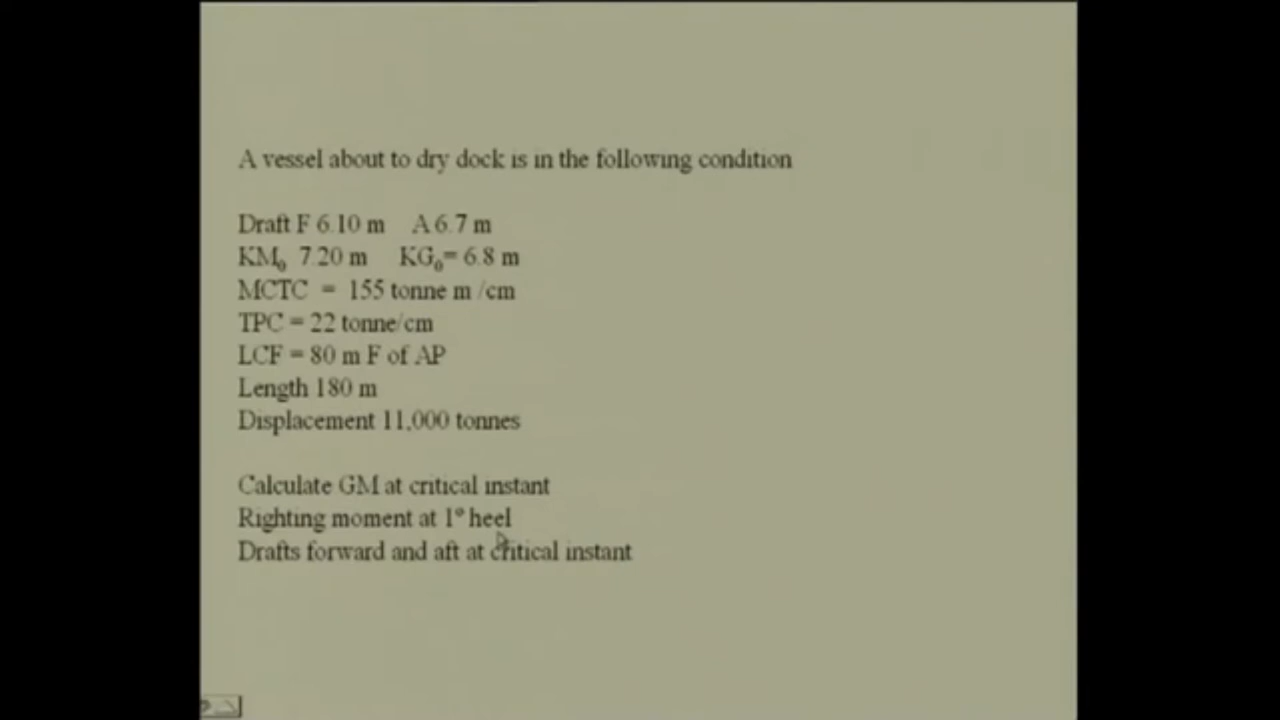 A vessel about to dry dock is in the following condition
Draft F 6.10 m A 6.7 m
KM₀ 7.20 m KG₀= 6.8 m
MCTC = 155 tonne m /cm
TPC = 22 tonne/cm
LCF = 80 m F of AP
Length 180 m
Displacement 11,000 tonnes
Calculate GM at critical instant
Righting moment at 1° heel
Drafts forward and aft at critical instant